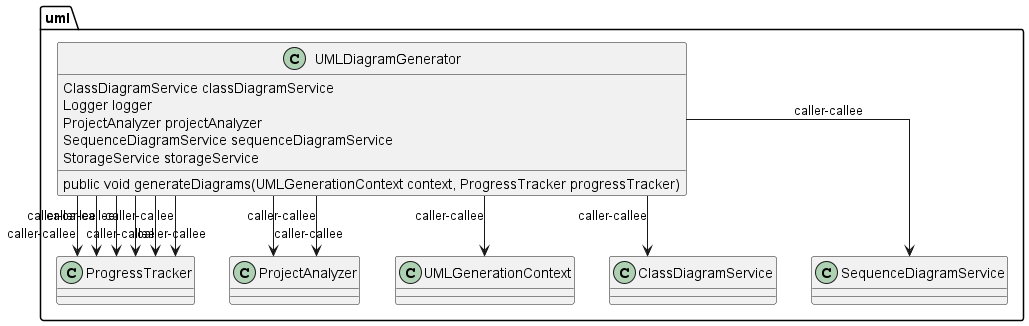 uml
C UMLDiagramGenerator
ClassDiagramService classDiagramService
Logger logger
ProjectAnalyzer projectAnalyzer
SequenceDiagramService sequenceDiagramService
StorageService storageService
public void generateDiagrams(UMLGenerationContext context, ProgressTracker progressTracker)
caller-callee
caller-callee
caller-callee
caller-callee
caller-callee
caller-callee
caller-callee
caller-callee
caller-callee
caller-callee
caller-callee
C ProgressTracker
C ProjectAnalyzer
C UMLGenerationContext
C ClassDiagramService
C SequenceDiagramService